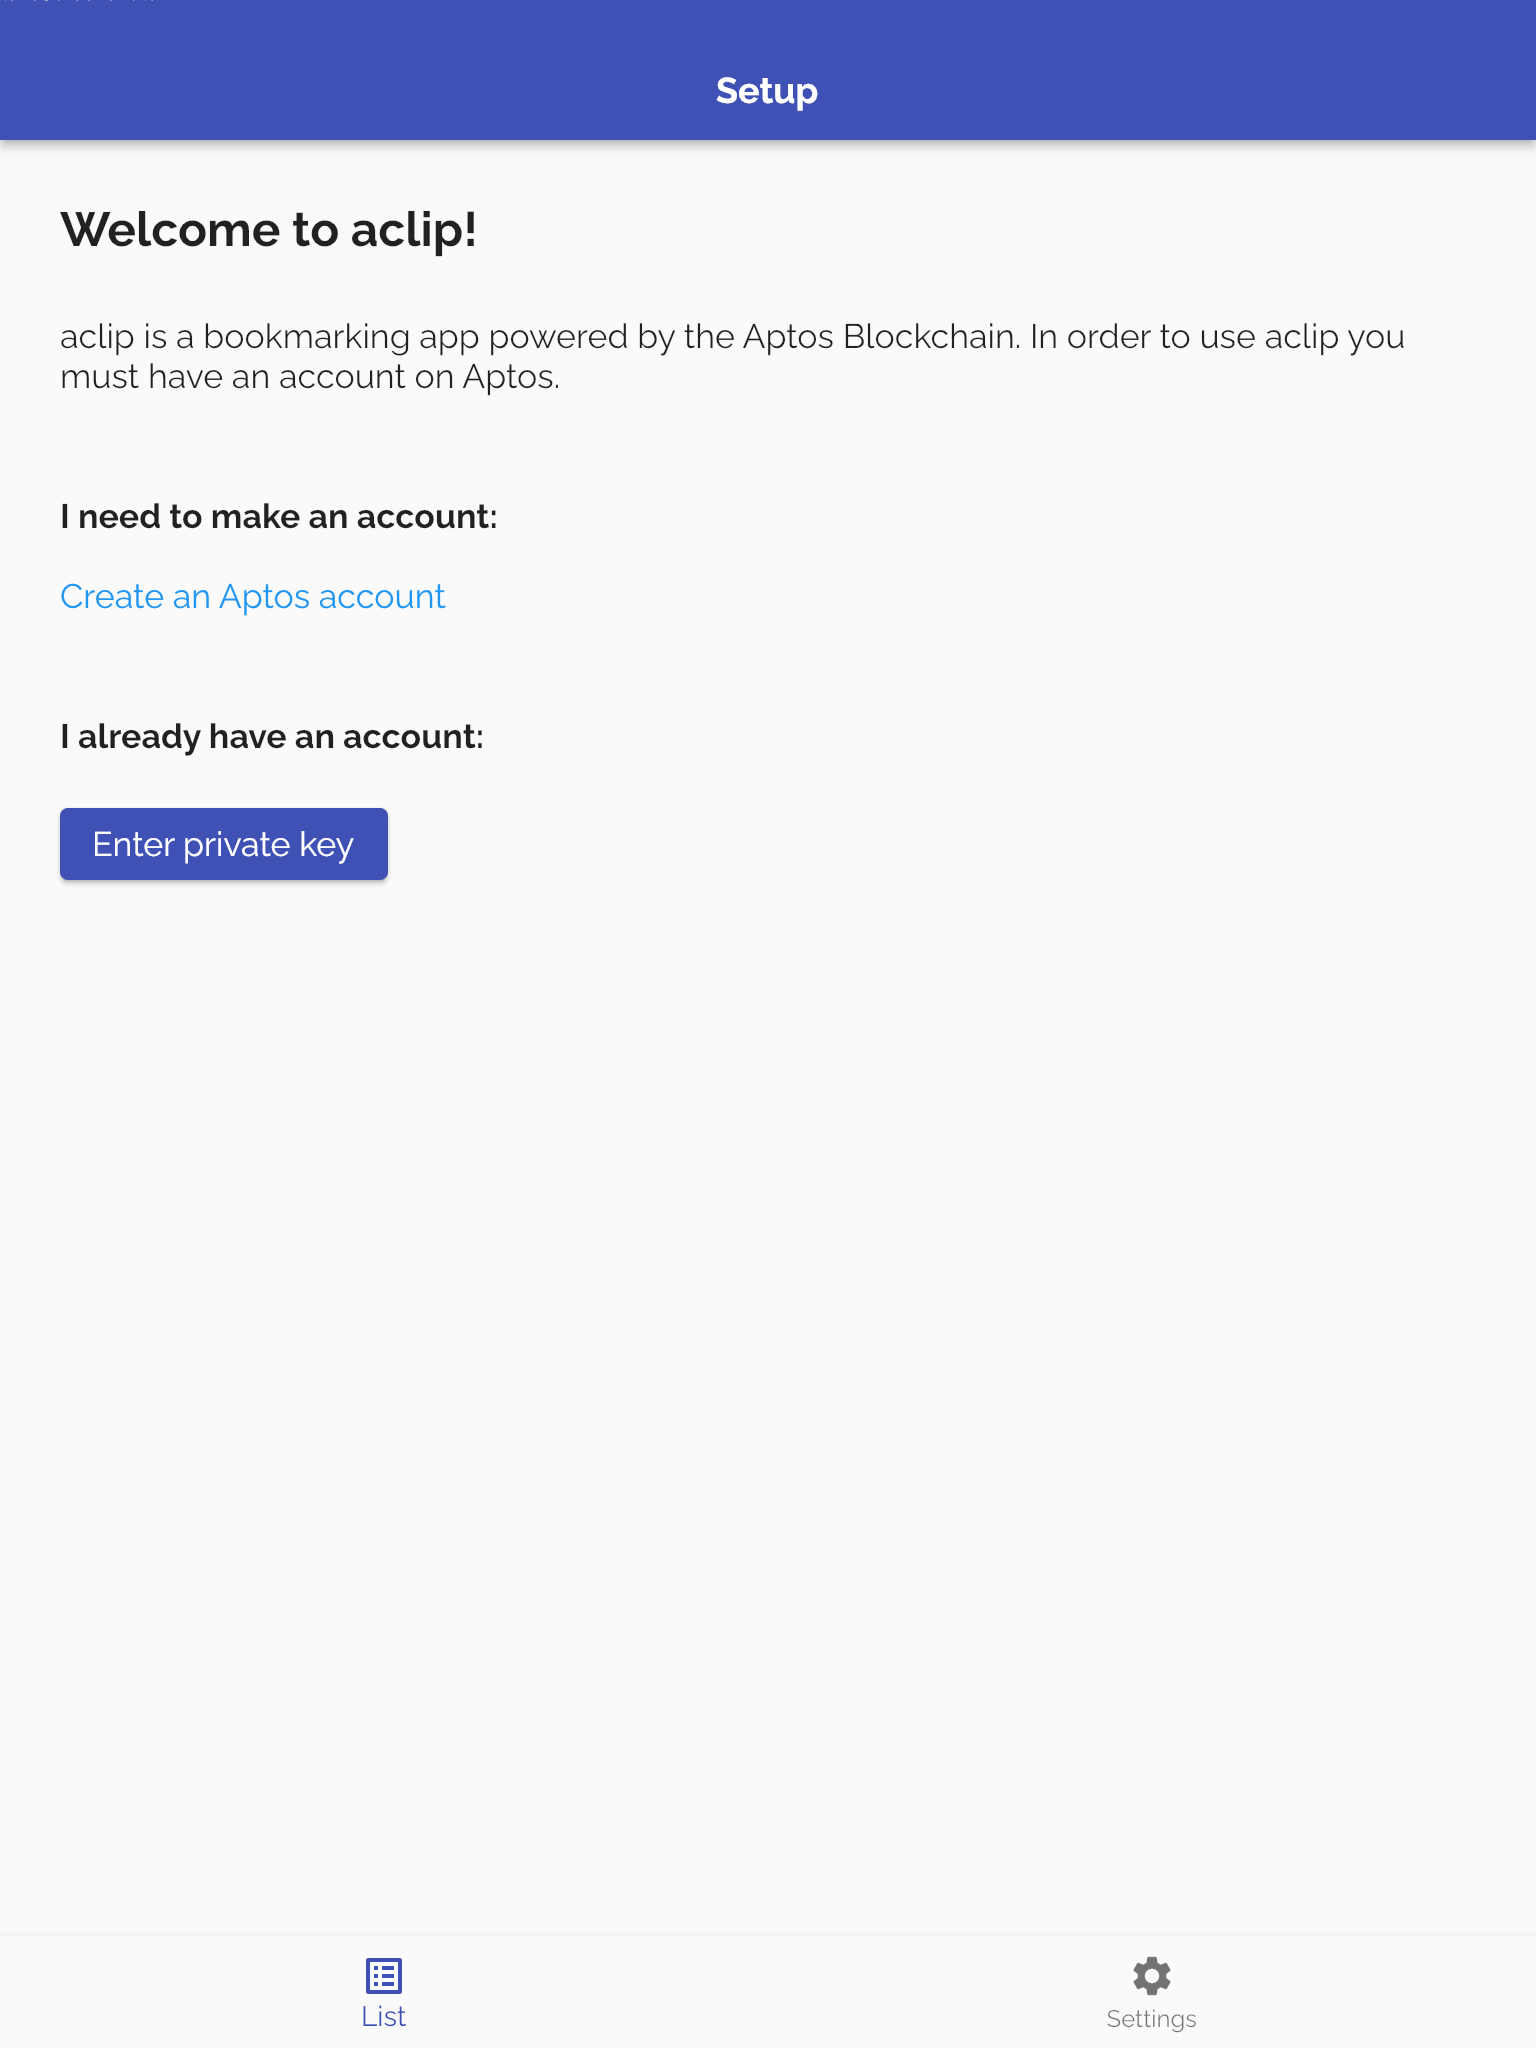 Setup
Welcome to aclip!
aclip is a bookmarking app powered by the Aptos Blockchain. In order to use aclip you
must have an account on Aptos.
I need to make an account:
Create an Aptos account
I already have an account:
Enter private key
List
Settings